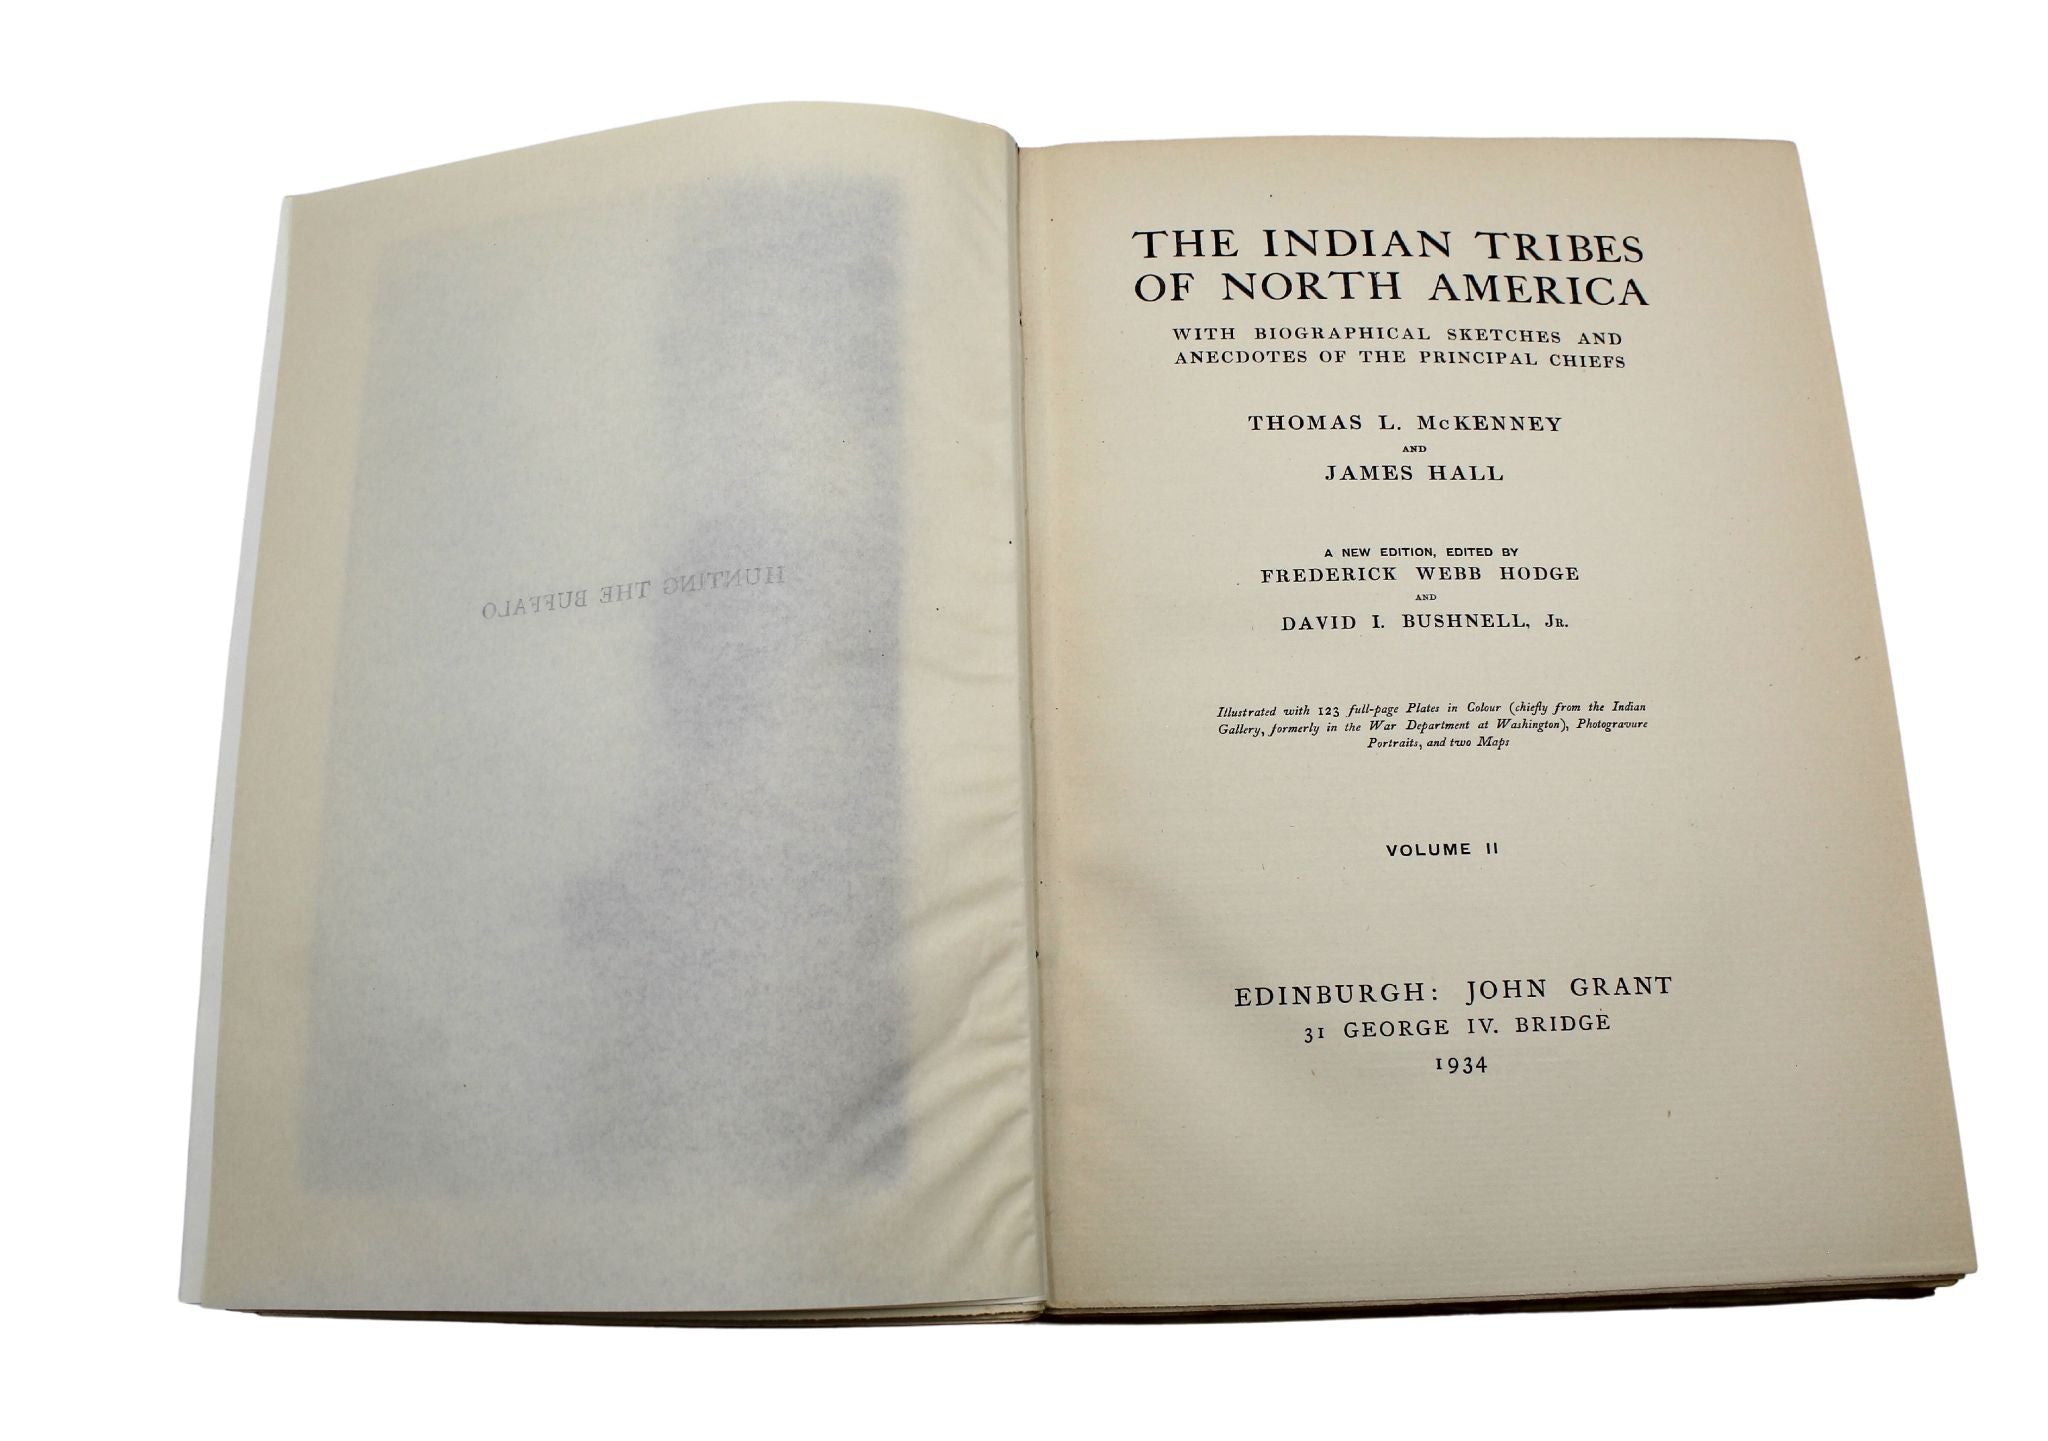 HUNTING THE BUFFALO
THE INDIAN TRIBES
OF NORTH AMERICA
WITH BIOGRAPHICAL SKETCHES AND
ANECDOTES OF THE PRINCIPAL CHIEFS
THOMAS L. McKENNEY
AND
JAMES HALL
A NEW EDITION, EDITED BY
FREDERICK WEBB HODGE
AND
DAVID I. BUSHNELL, Jr.
Illustrated with 123 full-page Plates in Colour (chiefly from the Indian
Gallery, formerly in the War Department at Washington), Photogravure
Portraits, and two Maps
VOLUME II
EDINBURGH: JOHN GRANT
31 GEORGE IV. BRIDGE
1934